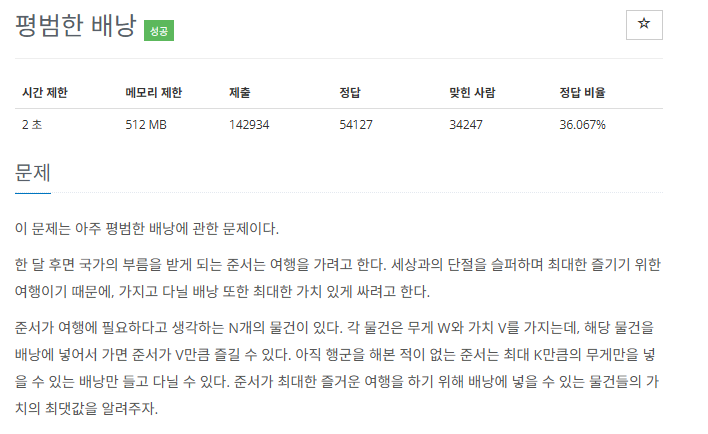 평범한 배낭 성공
시간 제한 메모리 제한 제출 정답 맞힌 사람 정답 비율
2 초 512 MB 142934 54127 34247 36.067%
문제
이 문제는 아주 평범한 배낭에 관한 문제이다.
한 달 후면 국가의 부름을 받게 되는 준서는 여행을 가려고 한다. 세상과의 단절을 슬퍼하며 최대한 즐기기 위한
여행이기 때문에, 가지고 다닐 배낭 또한 최대한 가치 있게 싸려고 한다.
준서가 여행에 필요하다고 생각하는 N개의 물건이 있다. 각 물건은 무게 W와 가치 V를 가지는데, 해당 물건을
배낭에 넣어서 가면 준서가 V만큼 즐길 수 있다. 아직 행군을 해본 적이 없는 준서는 최대 K만큼의 무게만을 넣
을 수 있는 배낭만 들고 다닐 수 있다. 준서가 최대한 즐거운 여행을 하기 위해 배낭에 넣을 수 있는 물건들의 가
치의 최댓값을 알려주자.